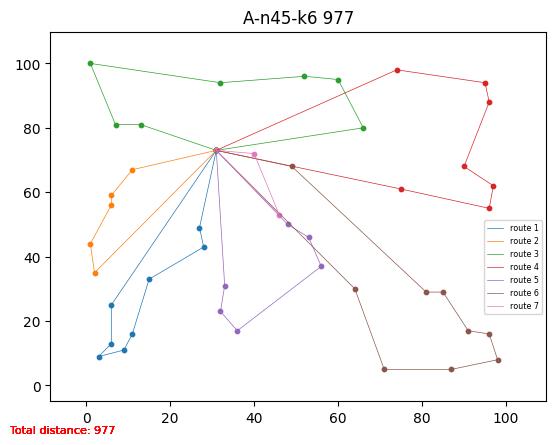 A-n45-k6 977
100
80
60
40
20
0
0 20 40 60 80 100
route 1
route 2
route 3
route 4
route 5
route 6
route 7
Total distance: 977